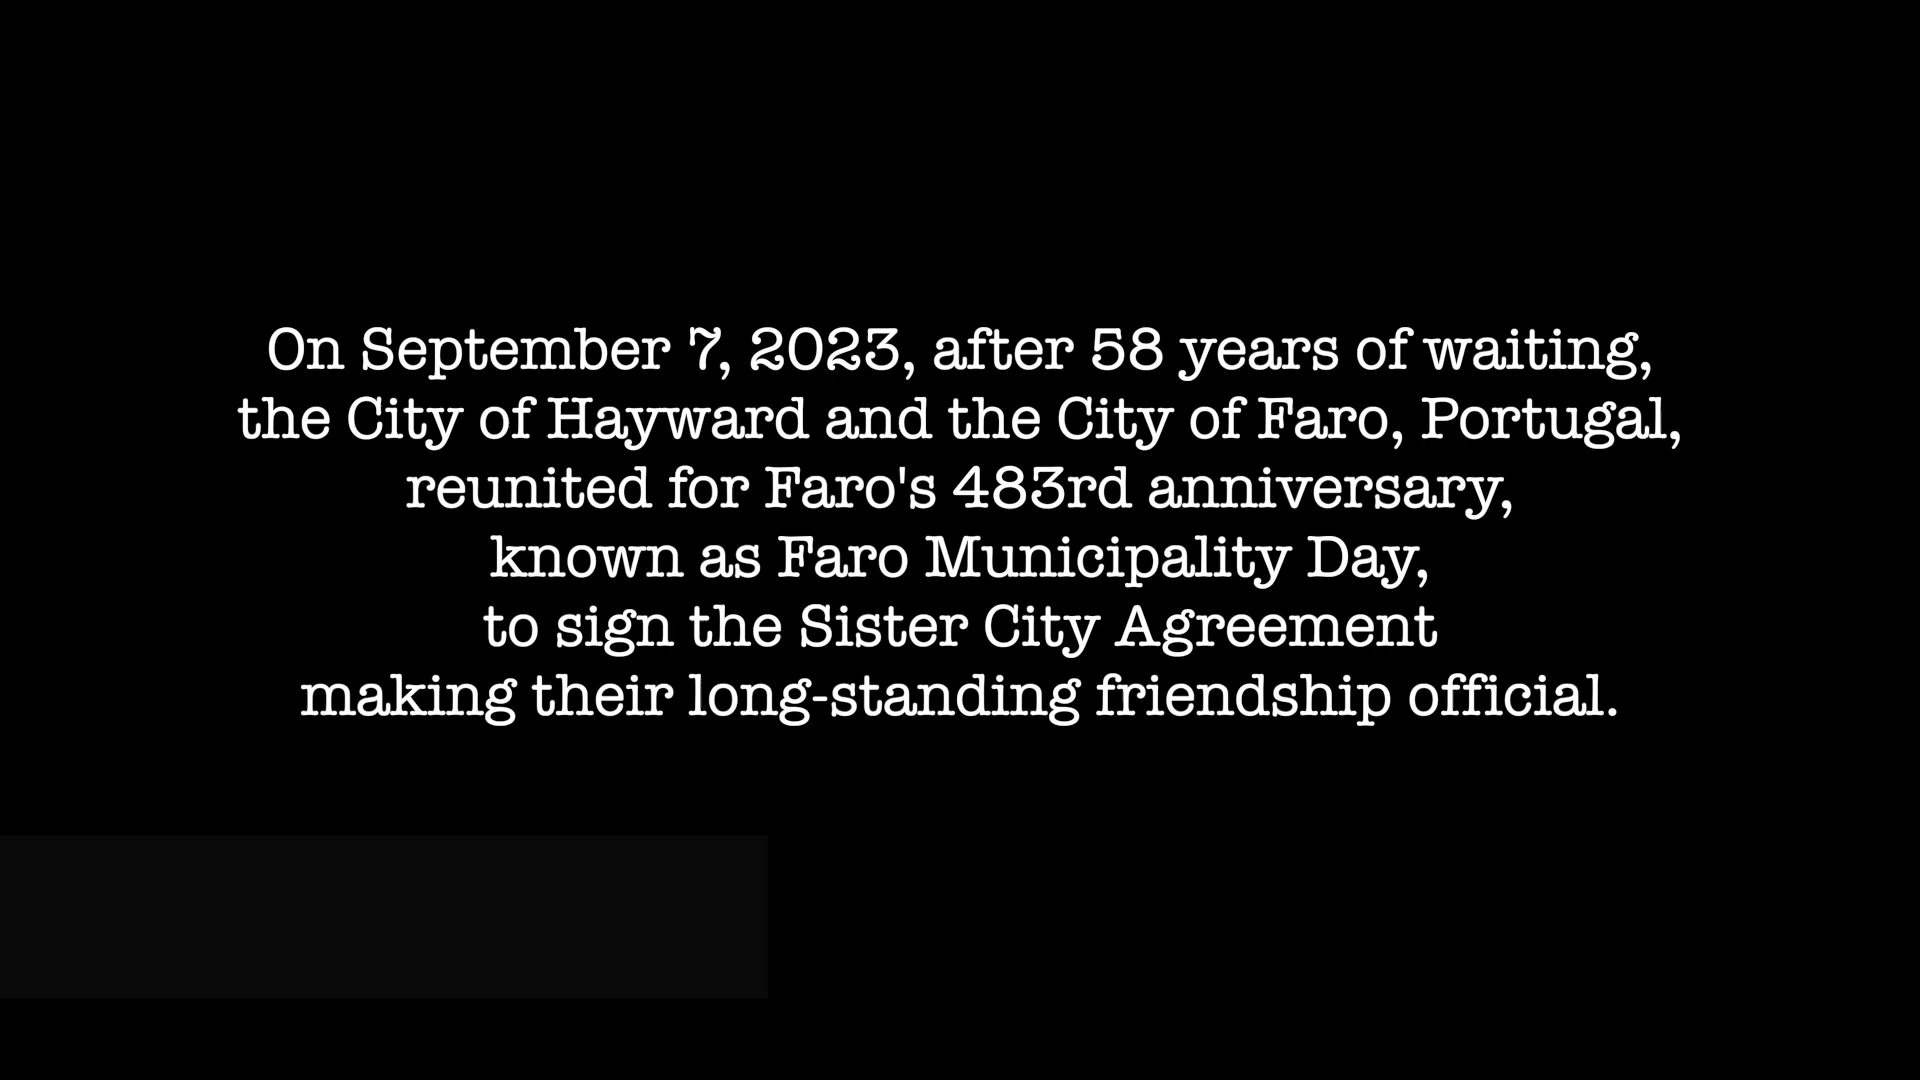 On September 7, 2023, after 58 years of waiting,
the City of Hayward and the City of Faro, Portugal,
reunited for Faro's 483rd anniversary,
known as Faro Municipality Day,
to sign the Sister City Agreement
making their long-standing friendship official.